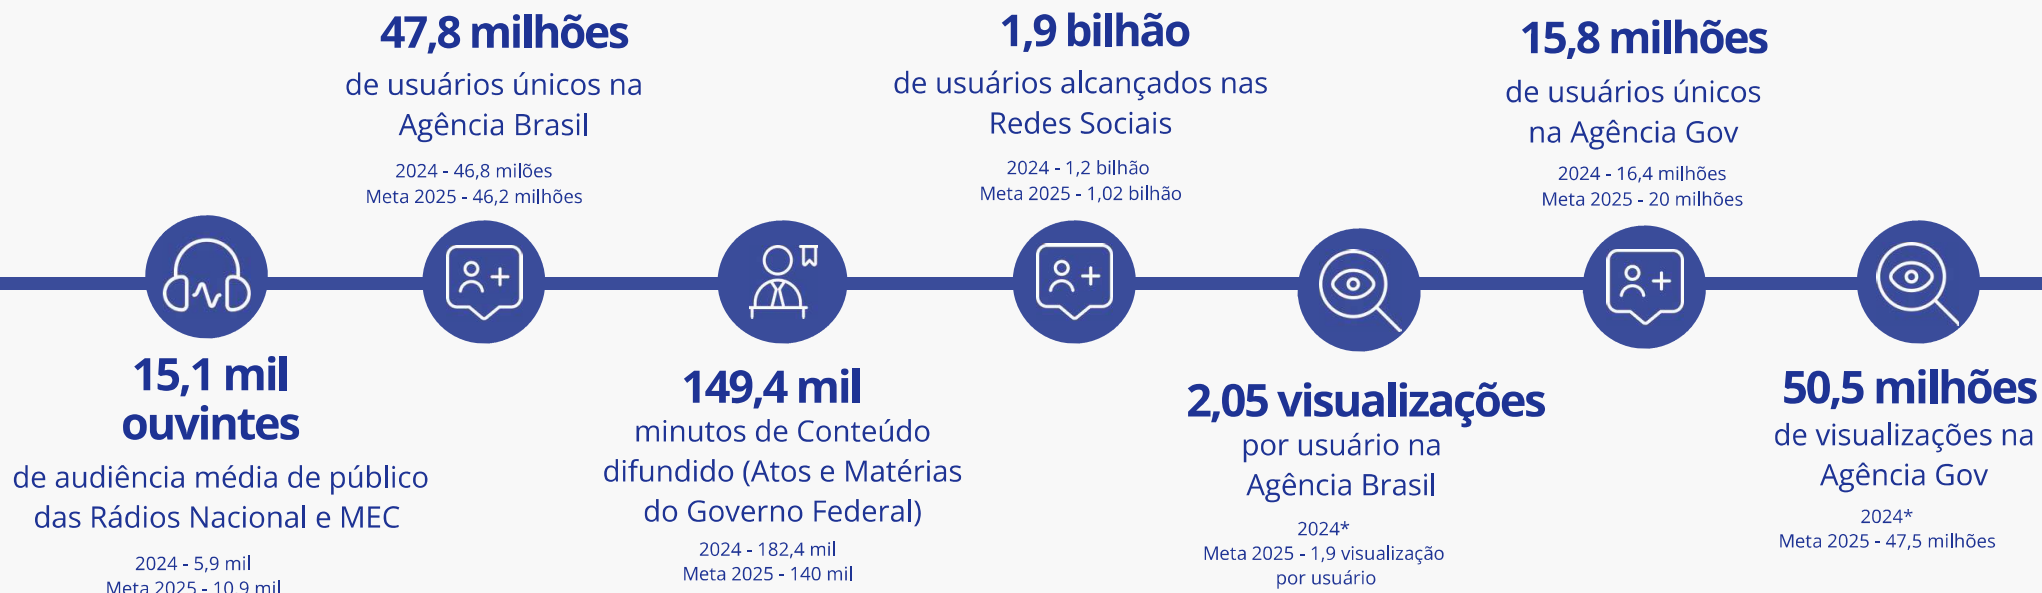 47,8 milhões
de usuários únicos na
Agência Brasil
2024 - 46,8 milões
Meta 2025 - 46,2 milhões
1,9 bilhão
de usuários alcançados nas
Redes Sociais
2024 - 1,2 bilhão
Meta 2025 - 1,02 bilhão
15,8 milhões
de usuários únicos
na Agência Gov
2024 - 16,4 milhões
Meta 2025 - 20 milhões
15,1 mil
ouvintes
de audiência média de público
das Rádios Nacional e MEC
2024 - 5,9 mil
Meta 2025 - 10,9 mil
149,4 mil
minutos de Conteúdo
difundido (Atos e Matérias
do Governo Federal)
2024 - 182,4 mil
Meta 2025 - 140 mil
2,05 visualizações
por usuário na
Agência Brasil
2024*
Meta 2025 - 1,9 visualização
por usuário
50,5 milhões
de visualizações na
Agência Gov
2024*
Meta 2025 - 47,5 milhões